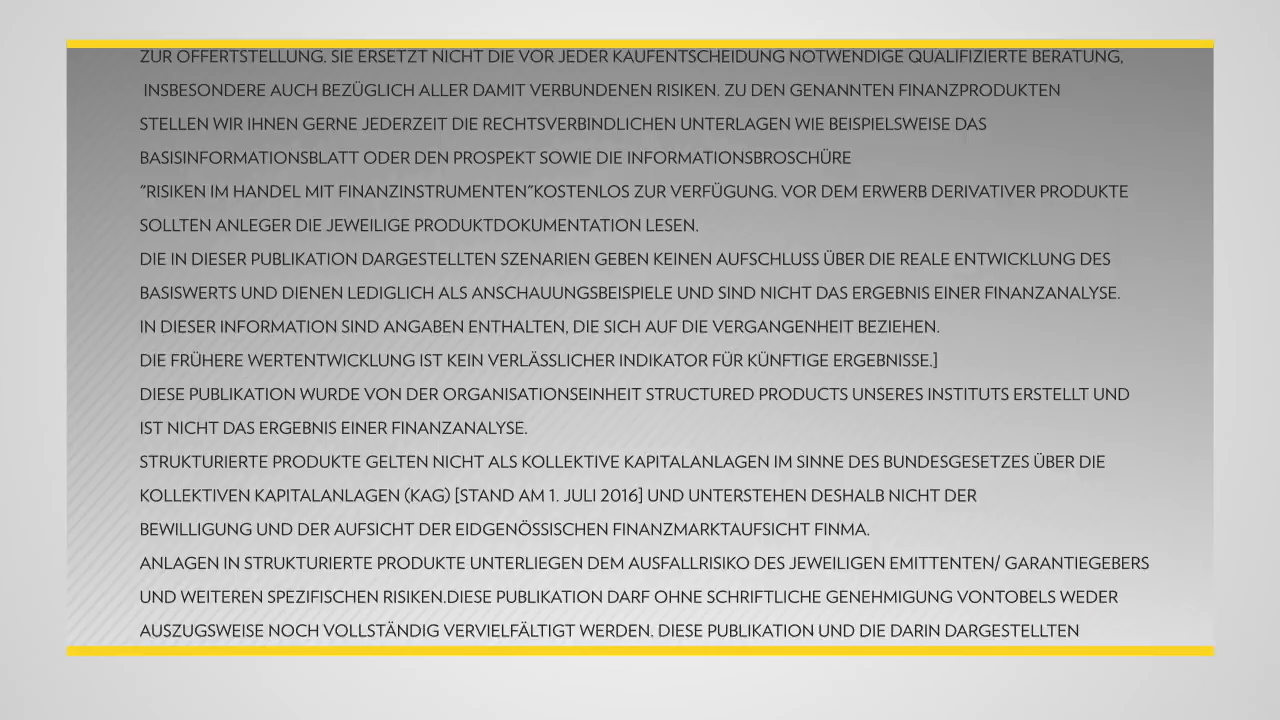 ZUR OFFERTSTELLUNG. SIE ERSETZT NICHT DIE VOR JEDER KAUFENTSCHEIDUNG NOTWENDIGE QUALIFIZIERTE BERATUNG,
INSBESONDERE AUCH BEZÜGLICH ALLER DAMIT VERBUNDENEN RISIKEN. ZU DEN GENANNTEN FINANZPRODUKTEN
STELLEN WIR IHNEN GERNE JEDERZEIT DIE RECHTSVERBINDLICHEN UNTERLAGEN WIE BEISPIELSWEISE DAS
BASISINFORMATIONSBLATT ODER DEN PROSPEKT SOWIE DIE INFORMATIONSBROSCHÜRE
"RISIKEN IM HANDEL MIT FINANZINSTRUMENTEN"KOSTENLOS ZUR VERFÜGUNG. VOR DEM ERWERB DERIVATIVER PRODUKTE
SOLLTEN ANLEGER DIE JEWEILIGE PRODUKTDOKUMENTATION LESEN.
DIE IN DIESER PUBLIKATION DARGESTELLTEN SZENARIEN GEBEN KEINEN AUFSCHLUSS ÜBER DIE REALE ENTWICKLUNG DES
BASISWERTS UND DIENEN LEDIGLICH ALS ANSCHAUUNGSBEISPIELE UND SIND NICHT DAS ERGEBNIS EINER FINANZANALYSE.
IN DIESER INFORMATION SIND ANGABEN ENTHALTEN, DIE SICH AUF DIE VERGANGENHEIT BEZIEHEN.
DIE FRÜHERE WERTENTWICKLUNG IST KEIN VERLÄSSLICHER INDIKATOR FÜR KÜNFTIGE ERGEBNISSE.]
DIESE PUBLIKATION WURDE VON DER ORGANISATIONSEINHEIT STRUCTURED PRODUCTS UNSERES INSTITUTS ERSTELLT UND
IST NICHT DAS ERGEBNIS EINER FINANZANALYSE.
STRUKTURIERTE PRODUKTE GELTEN NICHT ALS KOLLEKTIVE KAPITALANLAGEN IM SINNE DES BUNDESGESETZES ÜBER DIE
KOLLEKTIVEN KAPITALANLAGEN (KAG) [STAND AM 1. JULI 2016] UND UNTERSTEHEN DESHALB NICHT DER
BEWILLIGUNG UND DER AUFSICHT DER EIDGENÖSSISCHEN FINANZMARKTAUFSICHT FINMA.
ANLAGEN IN STRUKTURIERTE PRODUKTE UNTERLIEGEN DEM AUSFALLRISIKO DES JEWEILIGEN EMITTENTEN/ GARANTIEGEBERS
UND WEITEREN SPEZIFISCHEN RISIKEN.DIESE PUBLIKATION DARF OHNE SCHRIFTLICHE GENEHMIGUNG VONTOBELS WEDER
AUSZUGSWEISE NOCH VOLLSTÄNDIG VERVIELFÄLTIGT WERDEN. DIESE PUBLIKATION UND DIE DARIN DARGESTELLTEN